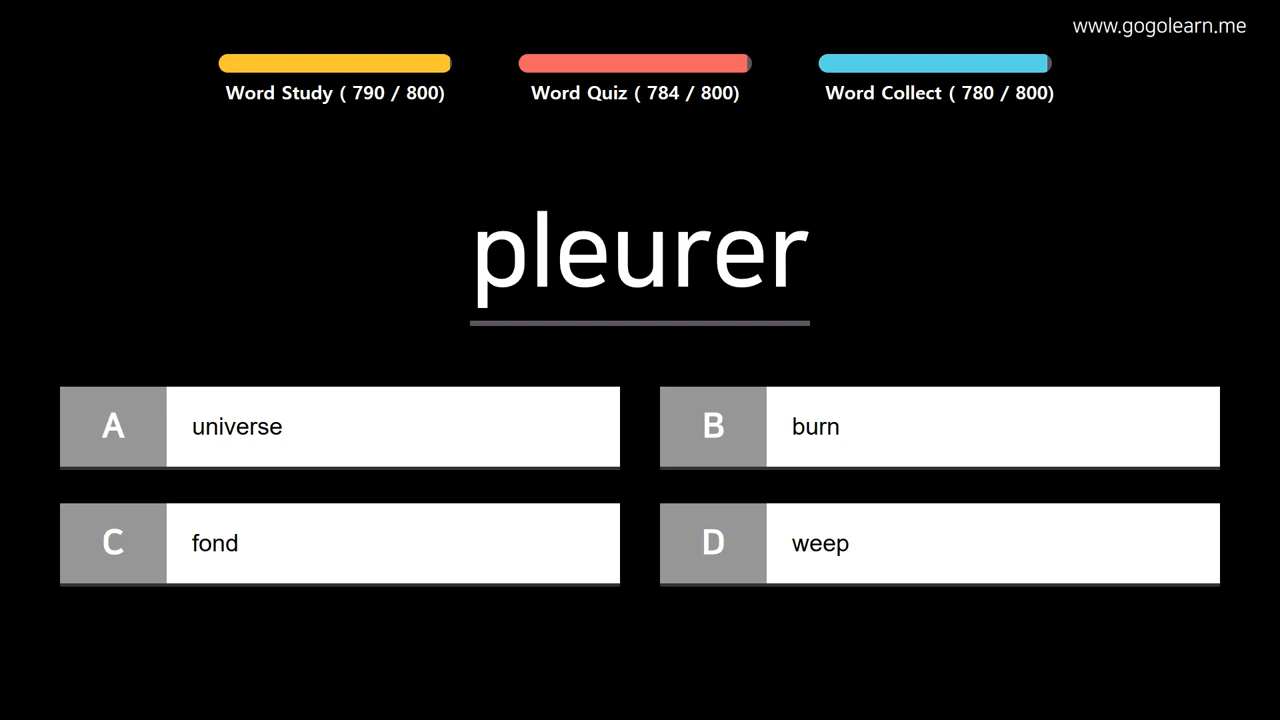 www.gogolearn.me
Word Study ( 790 / 800)
Word Quiz ( 784 / 800)
Word Collect ( 780 / 800)
pleurer
A universe
B burn
C fond
D weep